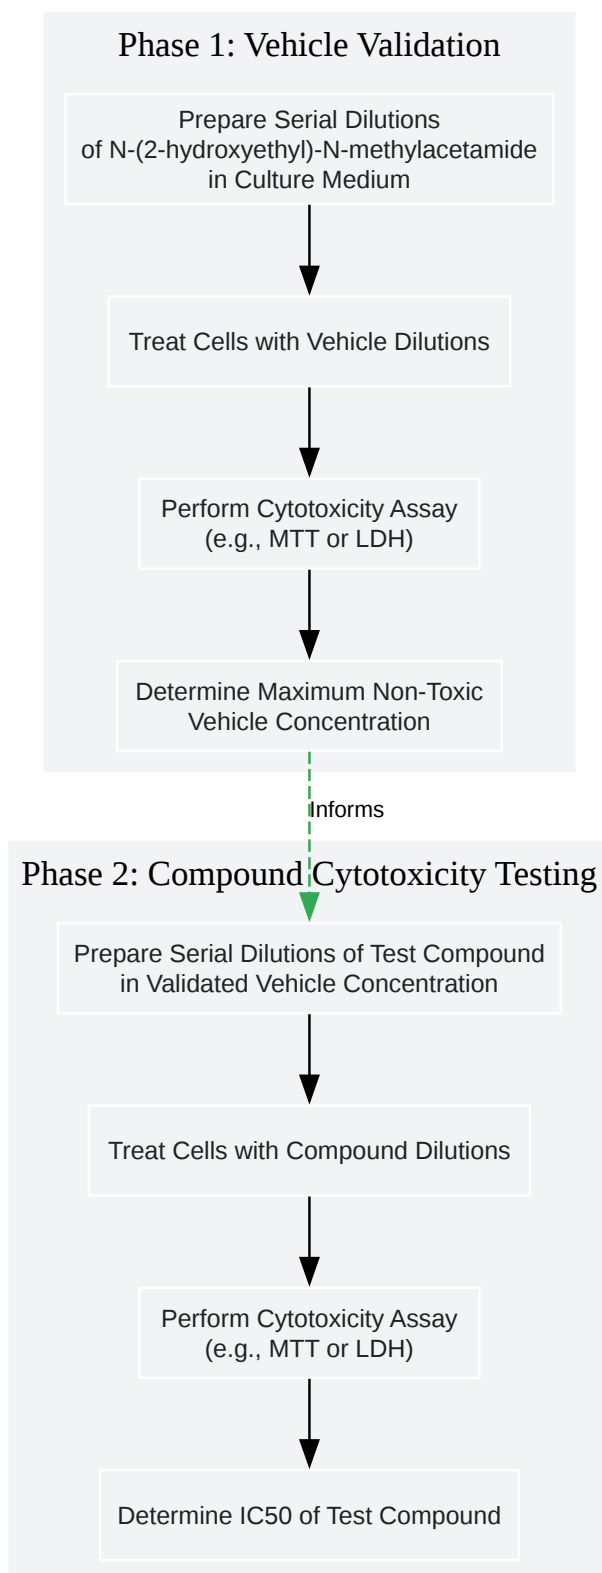 Phase 1: Vehicle Validation
Prepare Serial Dilutions
of N-(2-hydroxyethyl)-N-methylacetamide
in Culture Medium
Treat Cells with Vehicle Dilutions
Perform Cytotoxicity Assay
(e.g., MTT or LDH)
Determine Maximum Non-Toxic
Vehicle Concentration
Informs
Phase 2: Compound Cytotoxicity Testing
Prepare Serial Dilutions of Test Compound
in Validated Vehicle Concentration
Treat Cells with Compound Dilutions
Perform Cytotoxicity Assay
(e.g., MTT or LDH)
Determine IC50 of Test Compound